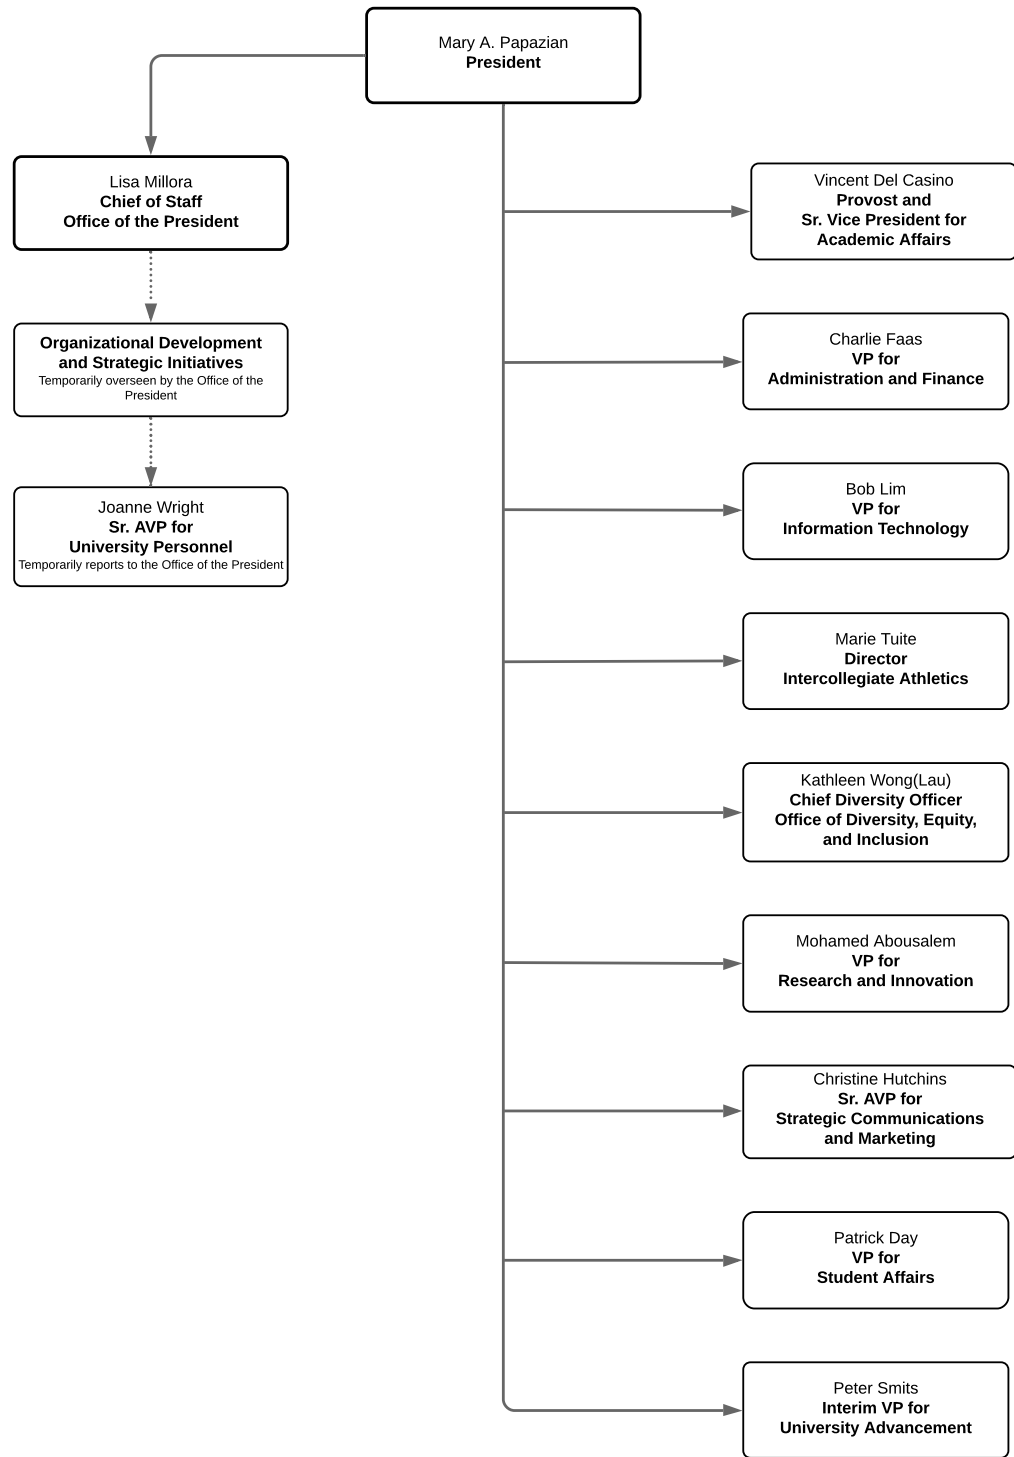 Mary A. Papazian
President
Lisa Millora
Chief of Staff
Office of the President
Organizational Development
and Strategic Initiatives
Temporarily overseen by the Office of the
President
Joanne Wright
Sr. AVP for
University Personnel
Temporarily reports to the Office of the President
Vincent Del Casino
Provost and
Sr. Vice President for
Academic Affairs
Charlie Faas
VP for
Administration and Finance
Bob Lim
VP for
Information Technology
Marie Tuite
Director
Intercollegiate Athletics
Kathleen Wong(Lau)
Chief Diversity Officer
Office of Diversity, Equity,
and Inclusion
Mohamed Abousalem
VP for
Research and Innovation
Christine Hutchins
Sr. AVP for
Strategic Communications
and Marketing
Patrick Day
VP for
Student Affairs
Peter Smits
Interim VP for
University Advancement